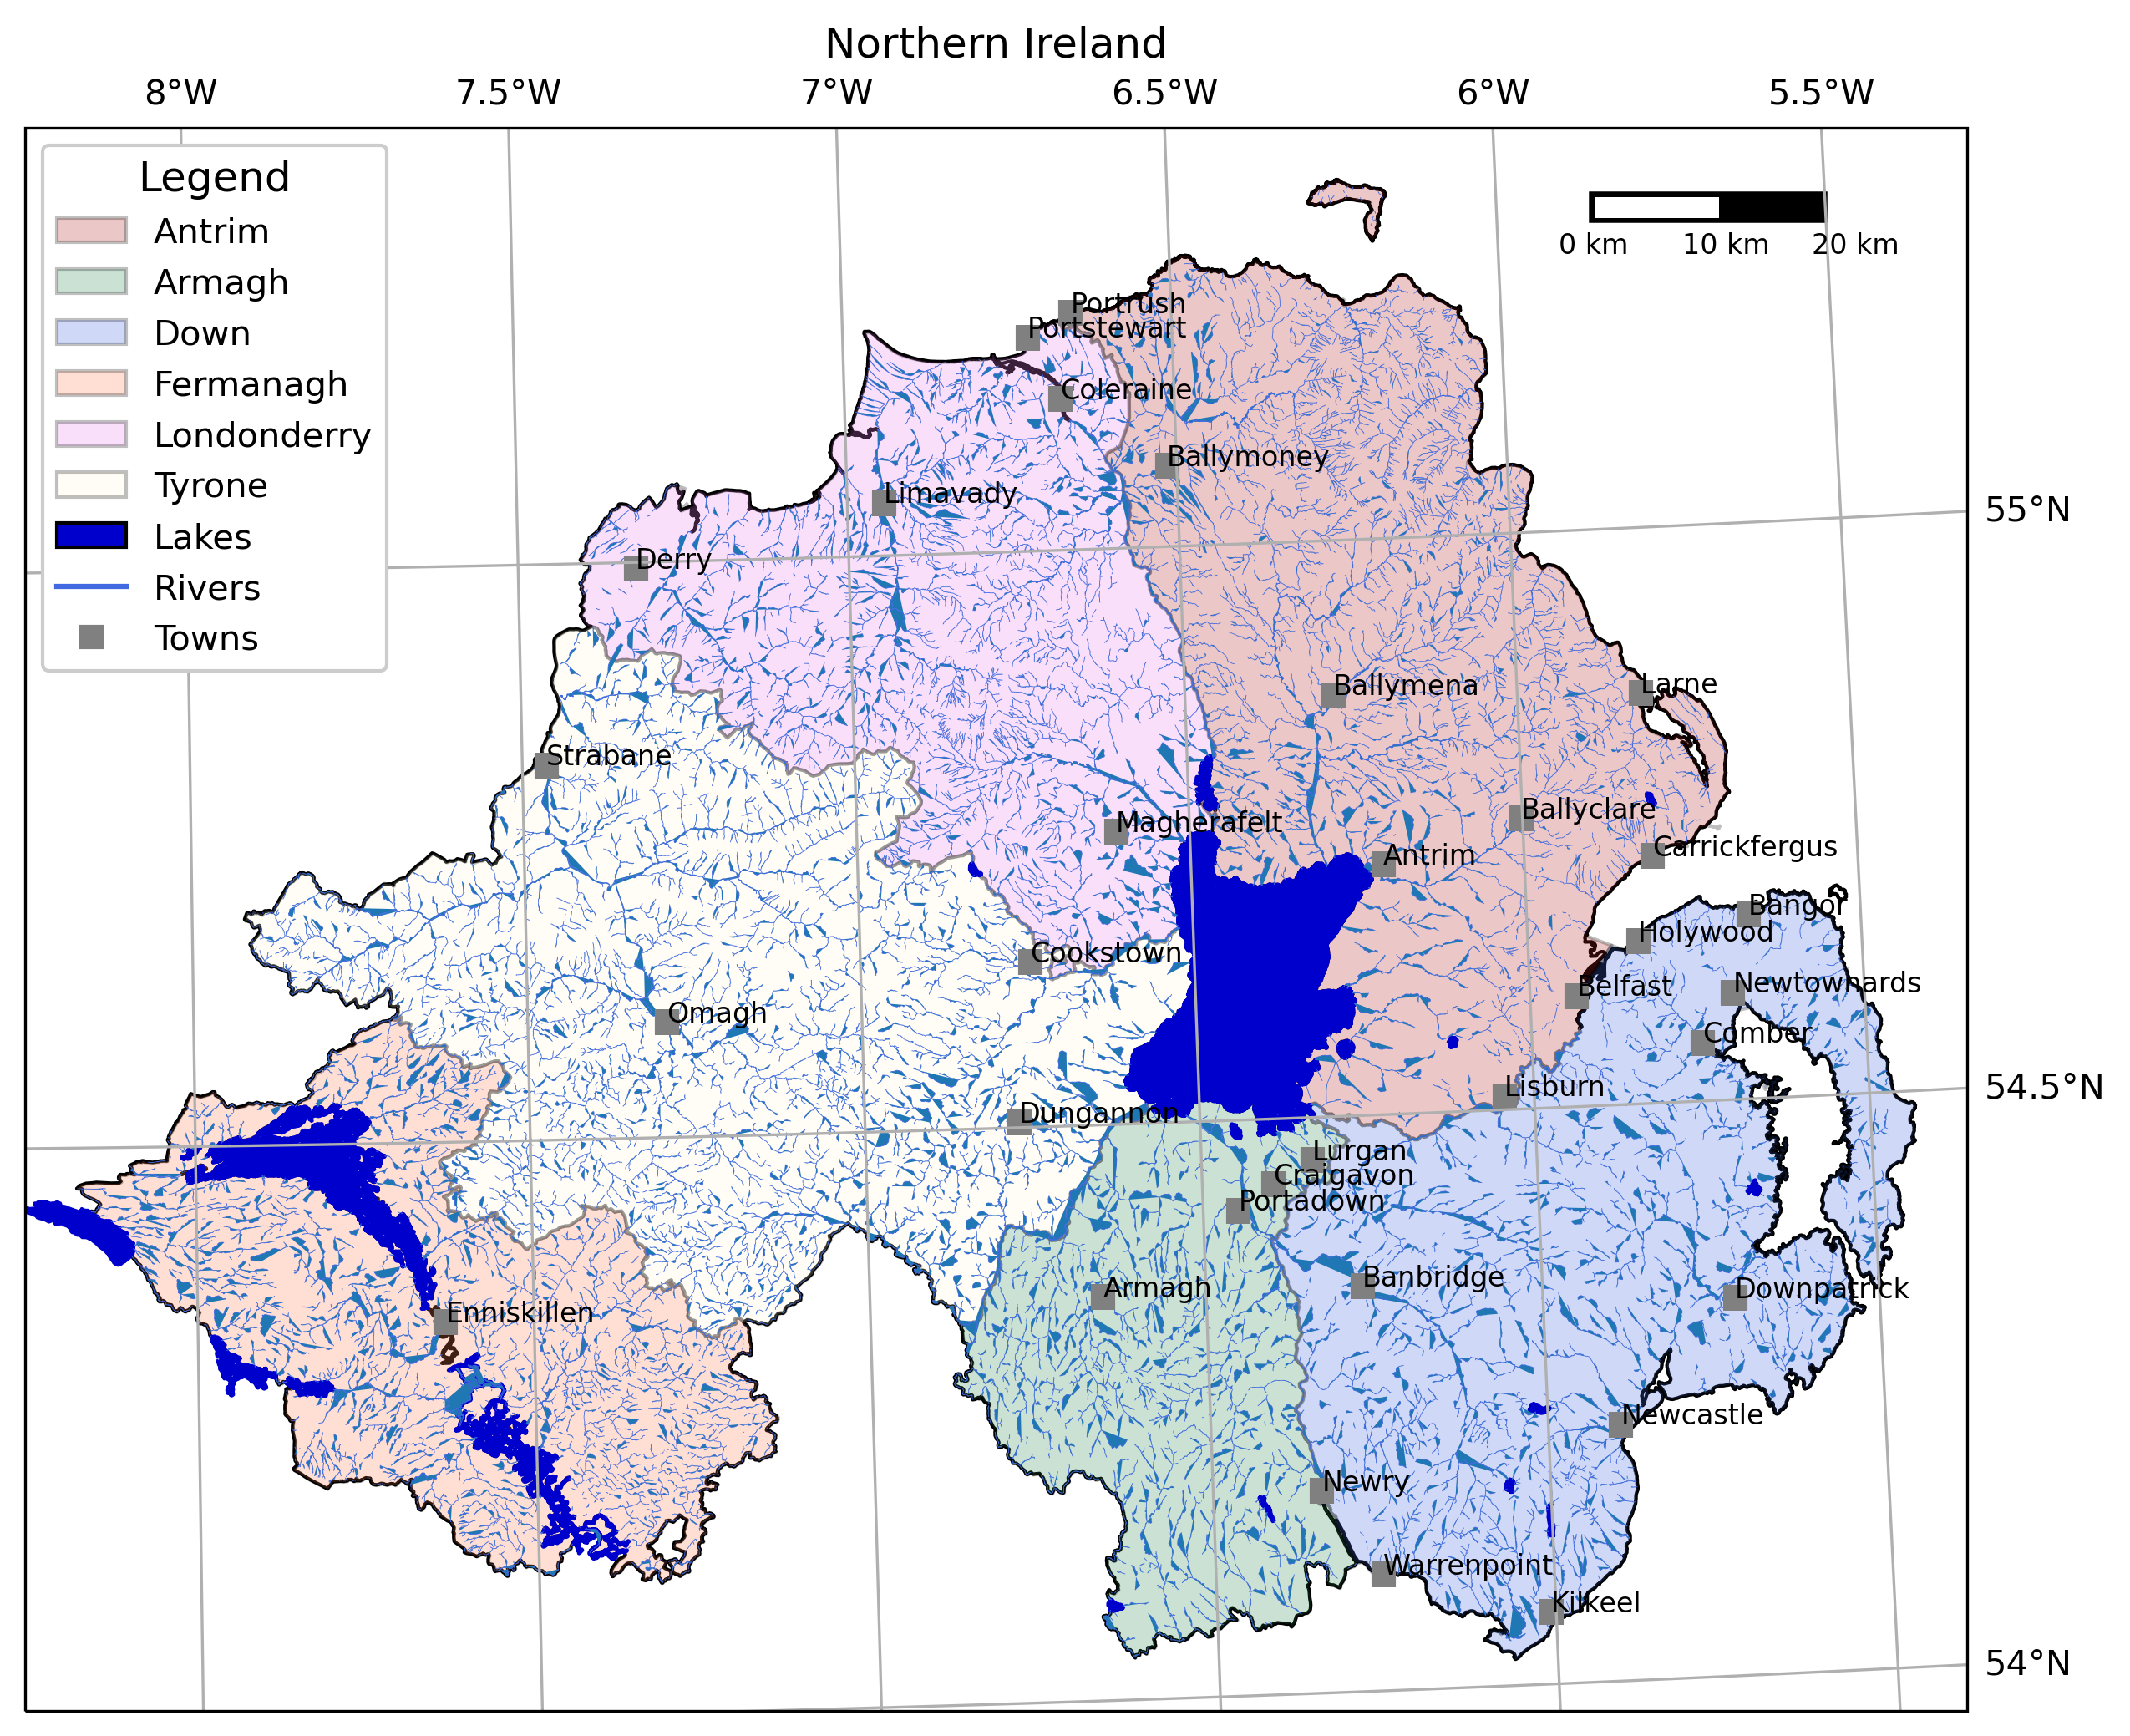 Northern Ireland
8°W 7.5°W 7°W 6.5°W 6°W 5.5°W
Legend
Antrim
Armagh
Down
Fermanagh
Londonderry
Tyrone
Lakes
Rivers
Towns
0 km 10 km 20 km
Portrush
Portstewart
Coleraine
Ballymoney
Limavady
55°N
Derry
Ballymena
Larne
Strabane
Ballyclare
Magherafelt
Carrickfergus
Antrim
Bangor
Holywood
Cookstown
Newtownards
Belfast
Omagh
Comber
Lisburn
54.5°N
Dungannon
Lurgan
Craigavon
Portadown
Banbridge
Armagh
Downpatrick
Enniskillen
Newcastle
Newry
Warrenpoint
Kilkeel
54°N